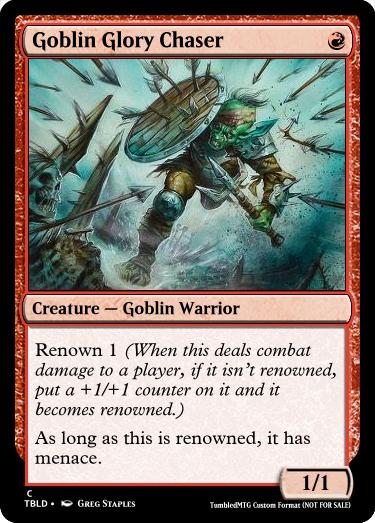 Goblin Glory Chaser
Creature — Goblin Warrior
Renown 1 (When this deals combat
damage to a player, if it isn't renowned,
put a +1/+1 counter on it and it
becomes renowned.)
As long as this is renowned, it has
menace.
1/1
C
TBLD • Greg Staples
TumbledMTG Custom Format (NOT FOR SALE)